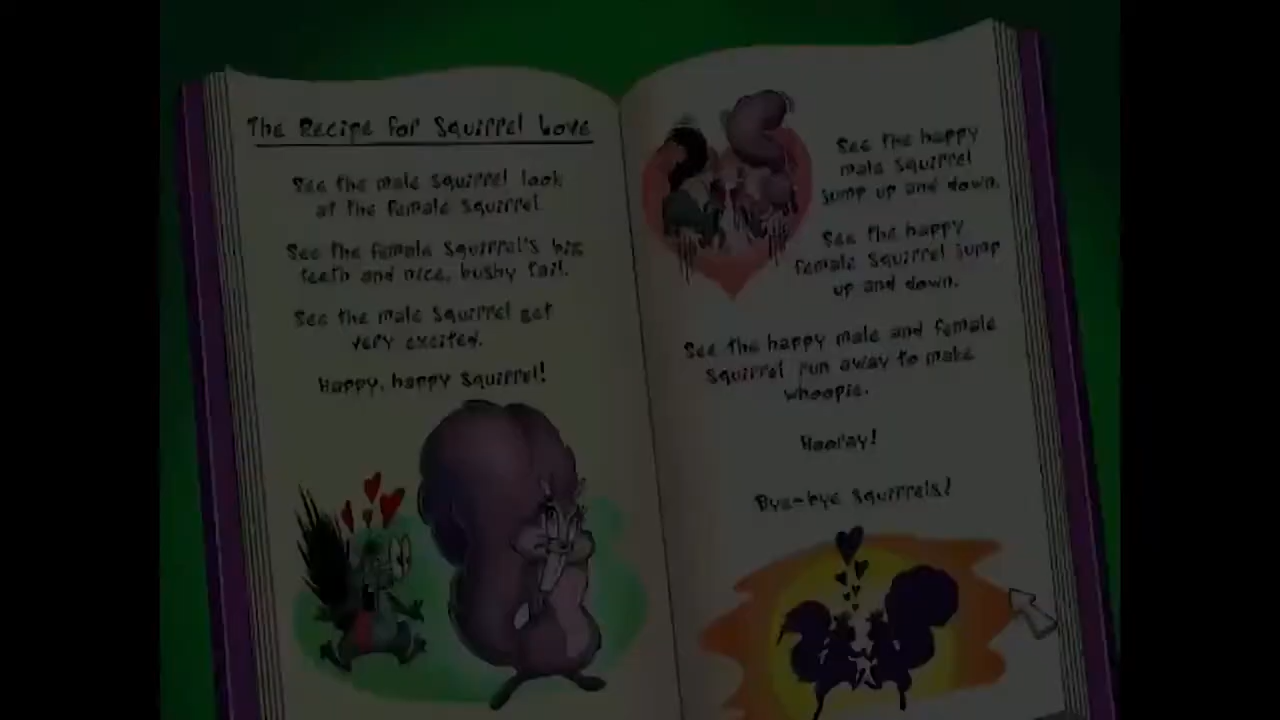 The Recipe for Squirrel Love
See the male squirrel look
at the female squirrel.
See the female squirrel's big
teeth and nice, bushy tail.
See the male squirrel get
very excited.
Happy, happy squirrel!
See the happy
male squirrel
jump up and down.
See the happy
female squirrel jump
up and down.
See the happy male and female
squirrel run away to make
whoopie.
Hooray!
Bye-bye squirrels!